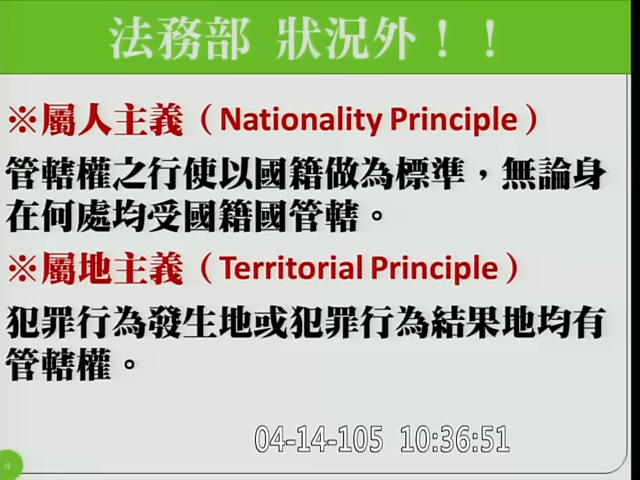 法務部 狀況外！！
※屬人主義（Nationality Principle）
管轄權之行使以國籍做為標準，無論身
在何處均受國籍國管轄。
※屬地主義（Territorial Principle）
犯罪行為發生地或犯罪行為結果地均有
管轄權。
04-14-105 10:36:51
4